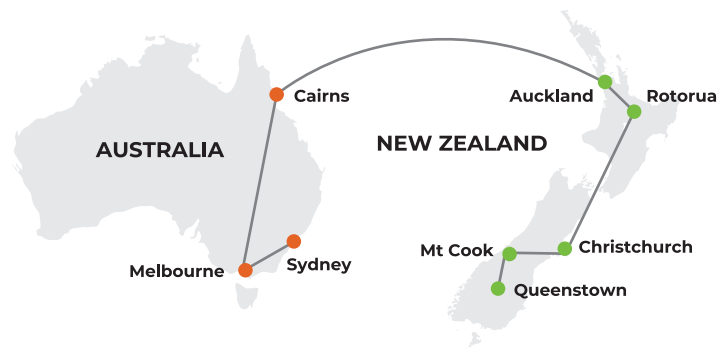 Cairns
Auckland
Rotorua
AUSTRALIA
NEW ZEALAND
Mt Cook
Christchurch
Melbourne
Sydney
Queenstown